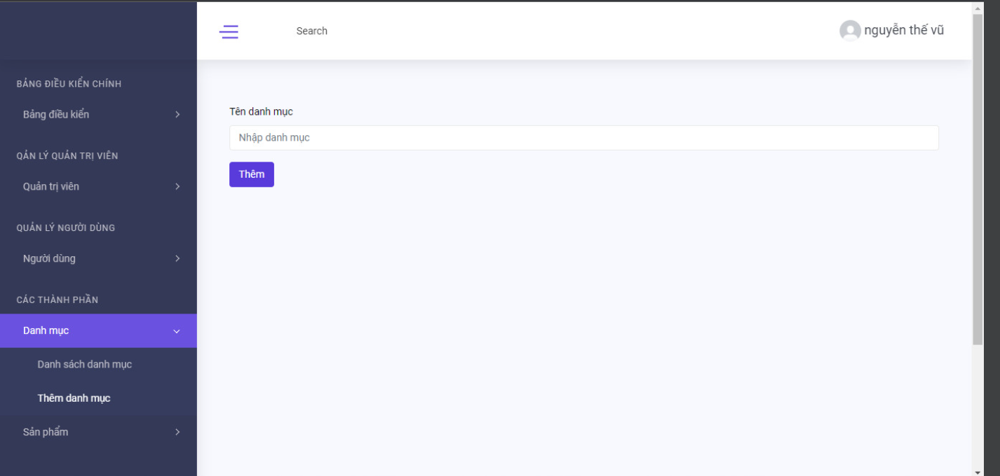 Search
nguyễn thế vũ
BẢNG ĐIỀU KIỂN CHÍNH
Bảng điều kiển
QẢN LÝ QUẢN TRỊ VIÊN
Quản trị viên
QUẢN LÝ NGƯỜI DÙNG
Người dùng
CÁC THÀNH PHẦN
Danh mục
Danh sách danh mục
Thêm danh mục
Sản phẩm
Tên danh mục
Nhập danh mục
Thêm